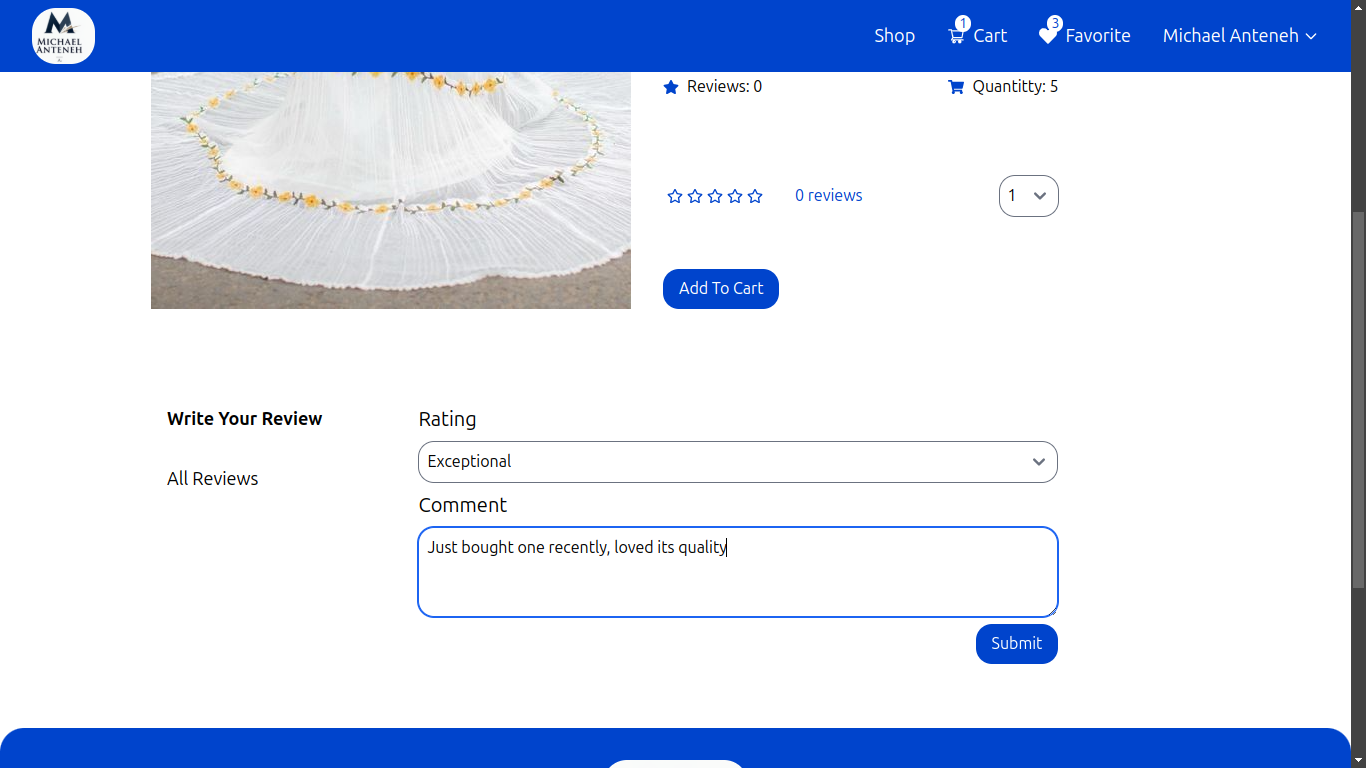 MICHAEL
ANTENEH
Shop
1
Cart
3
Favorite
Michael Anteneh
Reviews: 0
Quantitty: 5
0 reviews
1
Add To Cart
Write Your Review
All Reviews
Rating
Exceptional
Comment
Just bought one recently, loved its quality
Submit